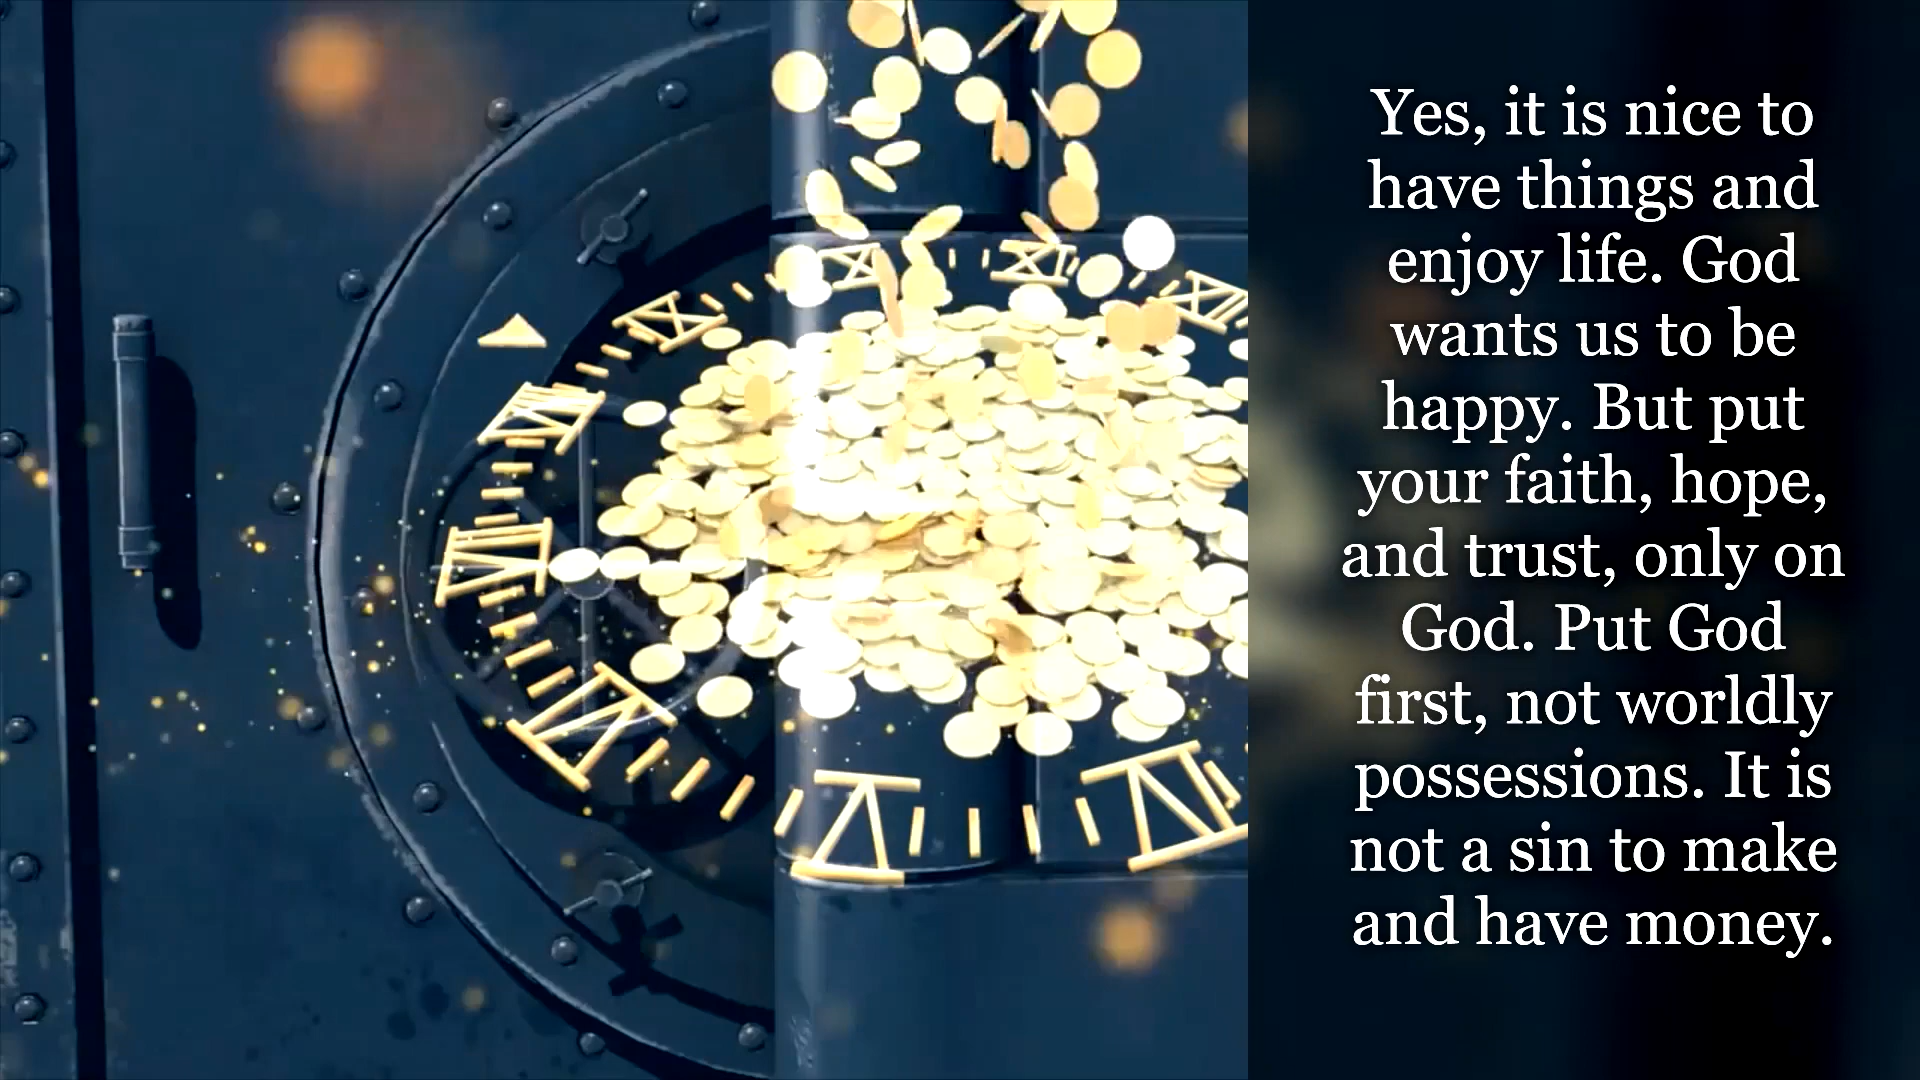 Yes, it is nice to
have things and
enjoy life. God
wants us to be
happy. But put
your faith, hope,
and trust, only on
God. Put God
first, not worldly
possessions. It is
not a sin to make
and have money.